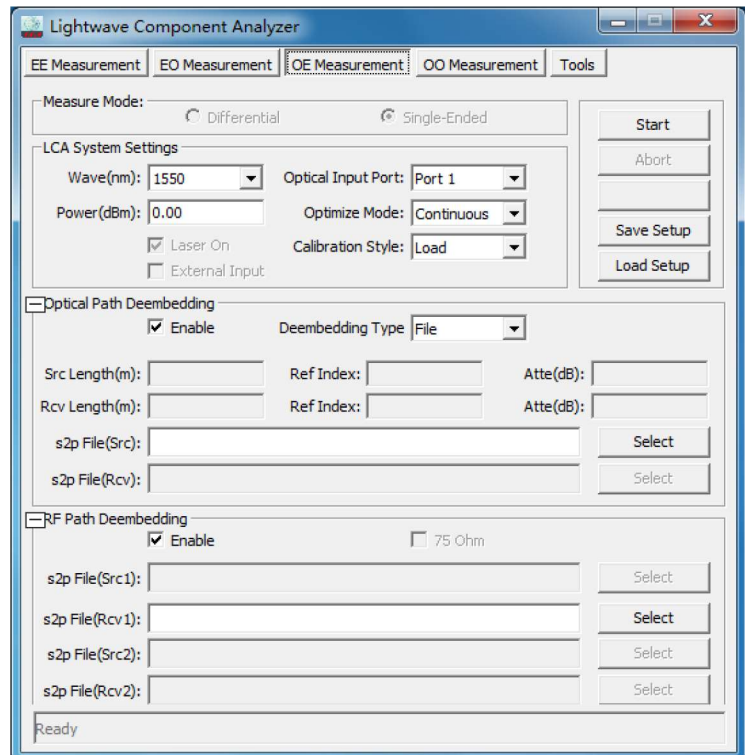 Lightwave Component Analyzer
EE Measurement EO Measurement OE Measurement OO Measurement Tools
Measure Mode:
Differential Single-Ended
Start
LCA System Settings
Abort
Wave(nm): 1550 Optical Input Port: Port 1
Power(dBm): 0.00 Optimize Mode: Continuous
Save Setup
Laser On Calibration Style: Load
External Input
Load Setup
Optical Path Deembedding
Enable Deembedding Type File
Src Length(m): Ref Index: Atte(dB):
Rcv Length(m): Ref Index: Atte(dB):
s2p File(Src): Select
s2p File(Rcv): Select
RF Path Deembedding
Enable 75 Ohm
s2p File(Src1): Select
s2p File(Rcv1): Select
s2p File(Src2): Select
s2p File(Rcv2): Select
Ready